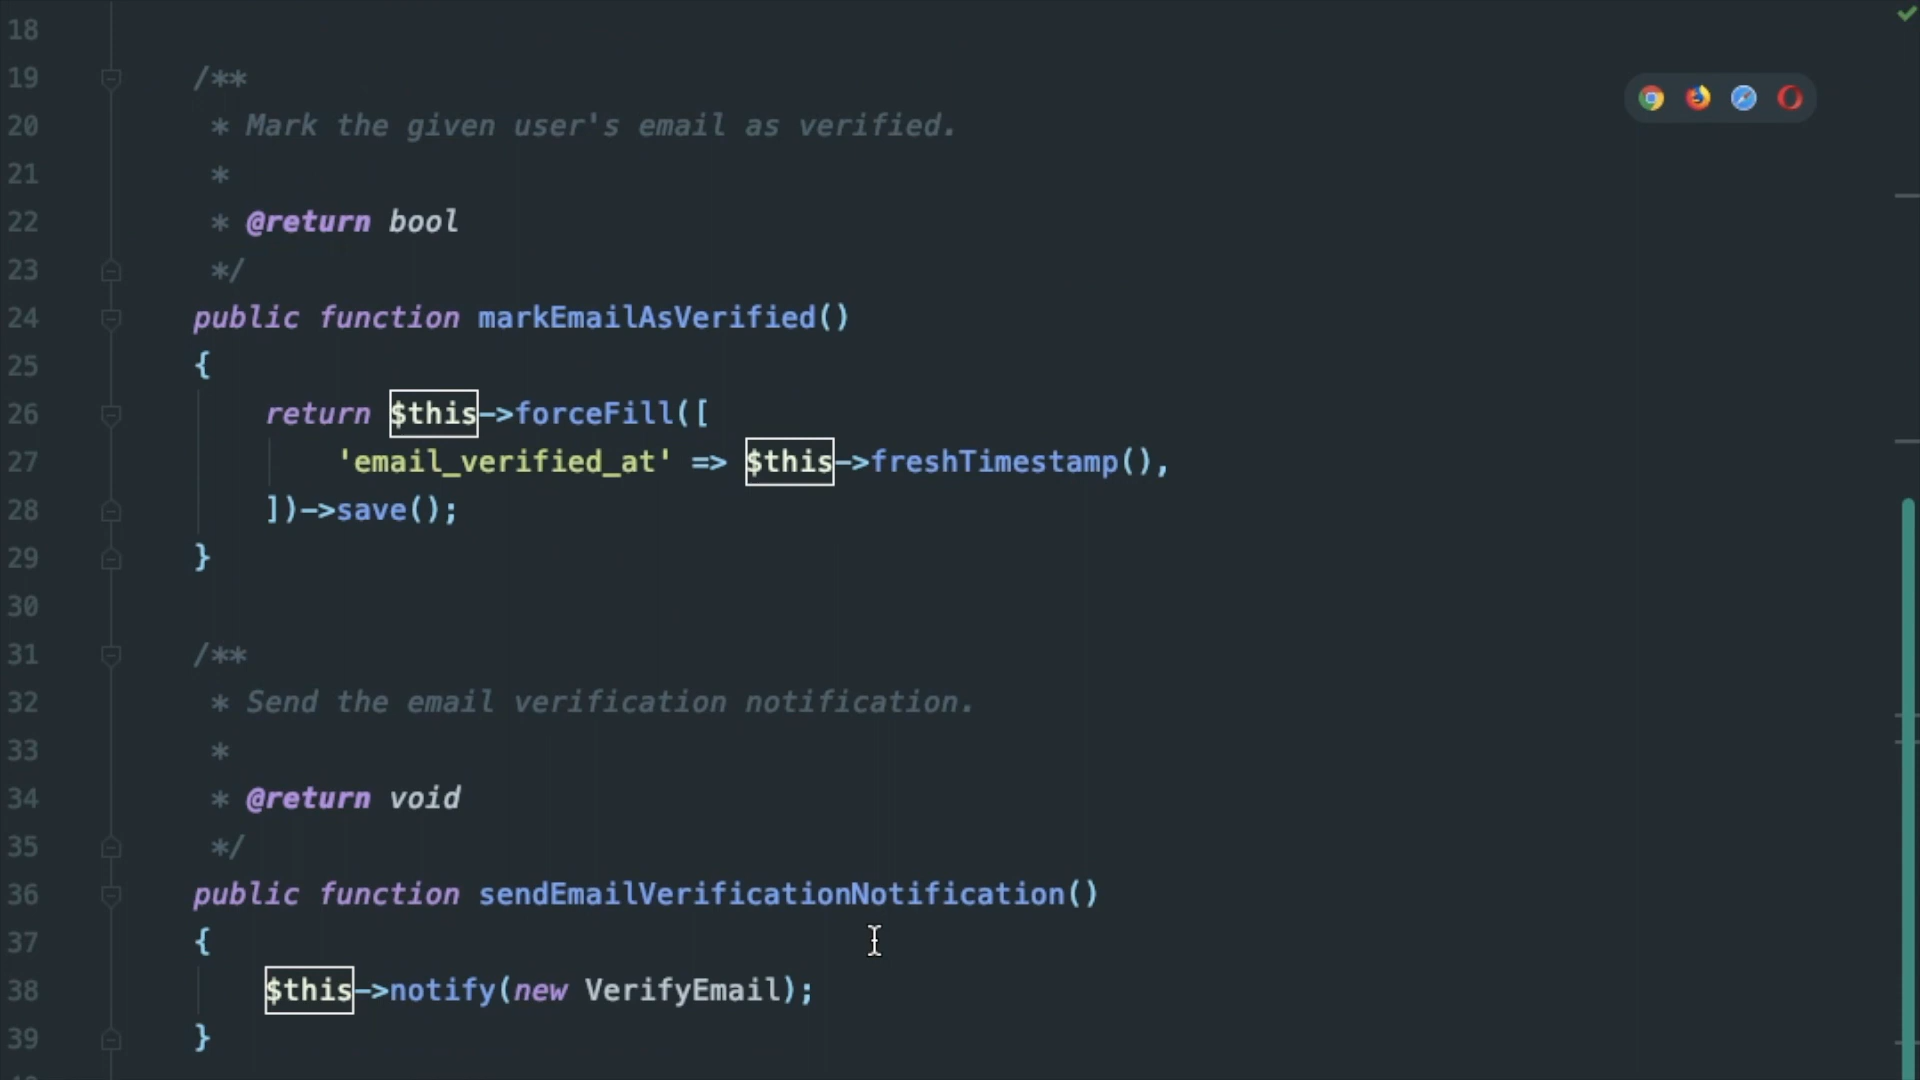 18
19 /**
20 * Mark the given user's email as verified.
21 *
22 * @return bool
23 */
24 public function markEmailAsVerified()
25 {
26 return $this->forceFill([
27 'email_verified_at' => $this->freshTimestamp(),
28 ])->save();
29 }
30
31 /**
32 * Send the email verification notification.
33 *
34 * @return void
35 */
36 public function sendEmailVerificationNotification()
37 {
38 $this->notify(new VerifyEmail);
39 }